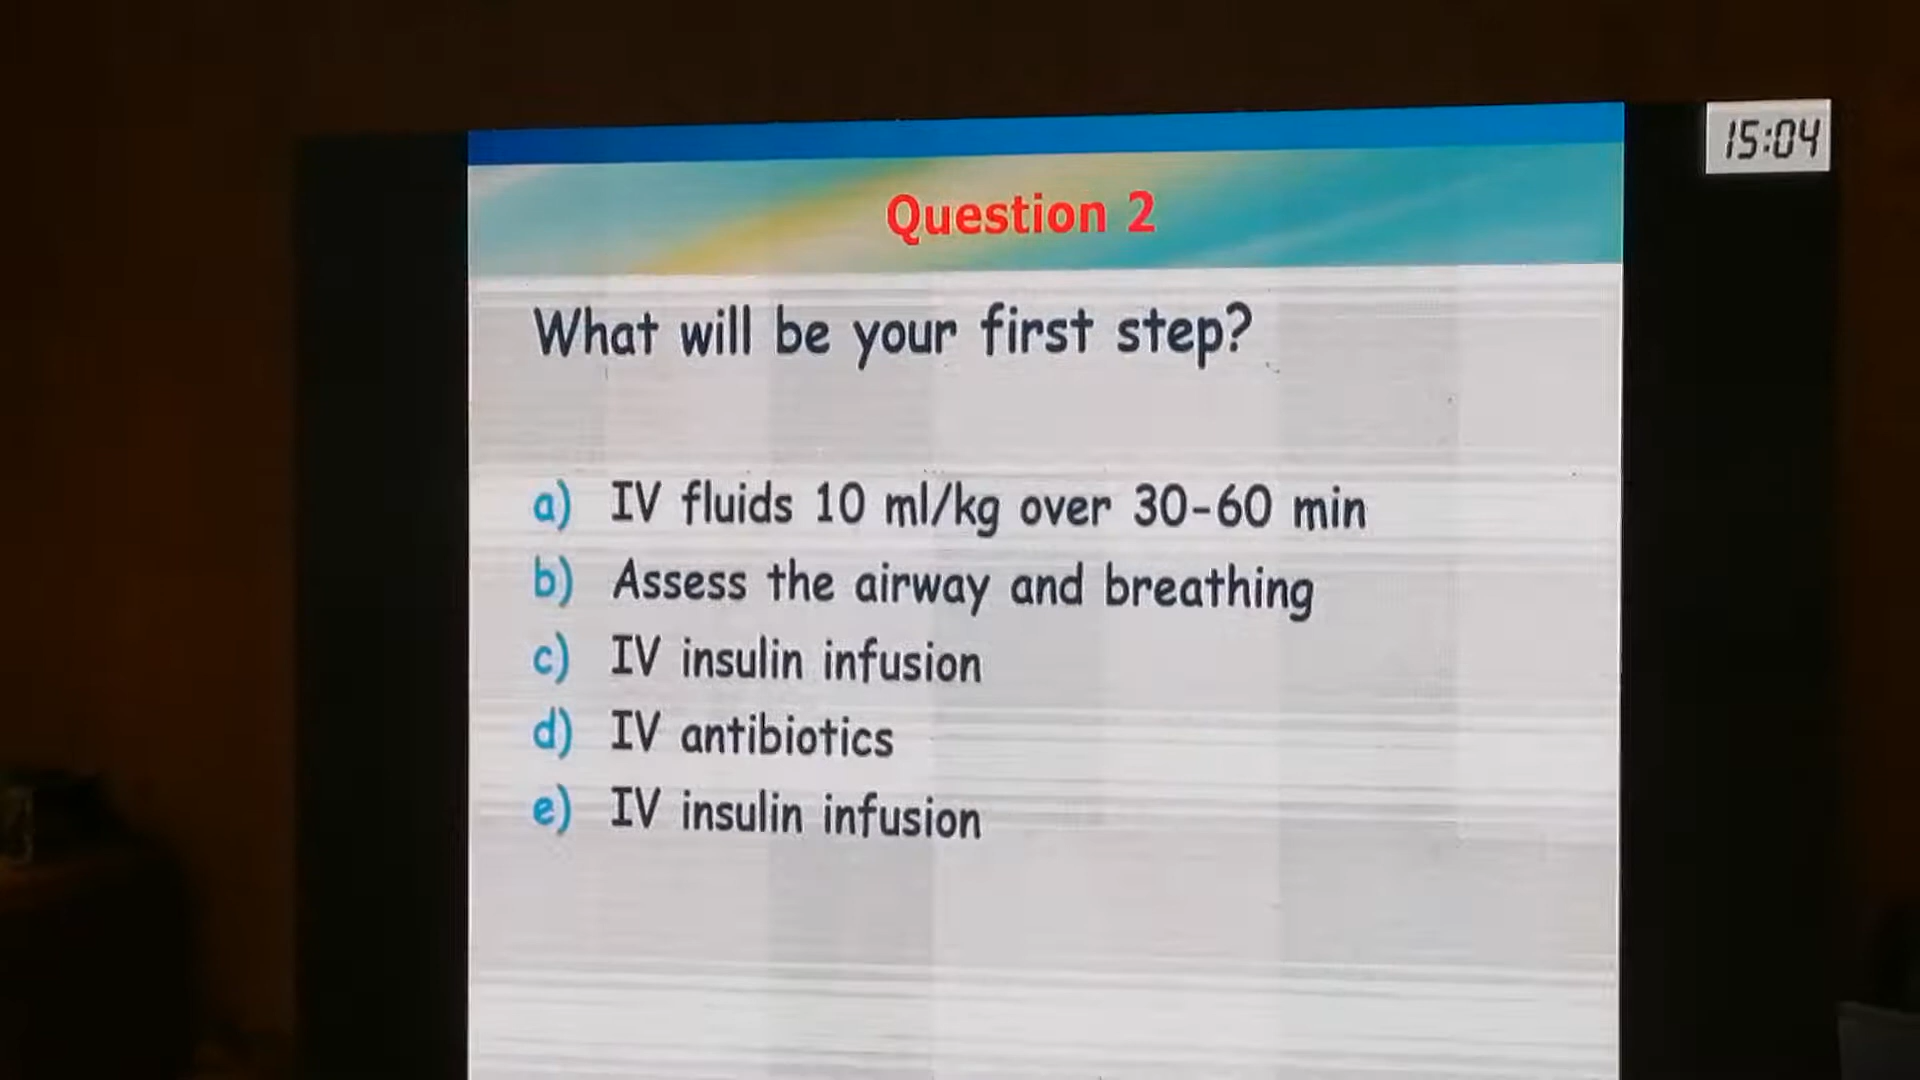 15:04
Question 2
What will be your first step?
a) IV fluids 10 ml/kg over 30-60 min
b) Assess the airway and breathing
c) IV insulin infusion
d) IV antibiotics
e) IV insulin infusion